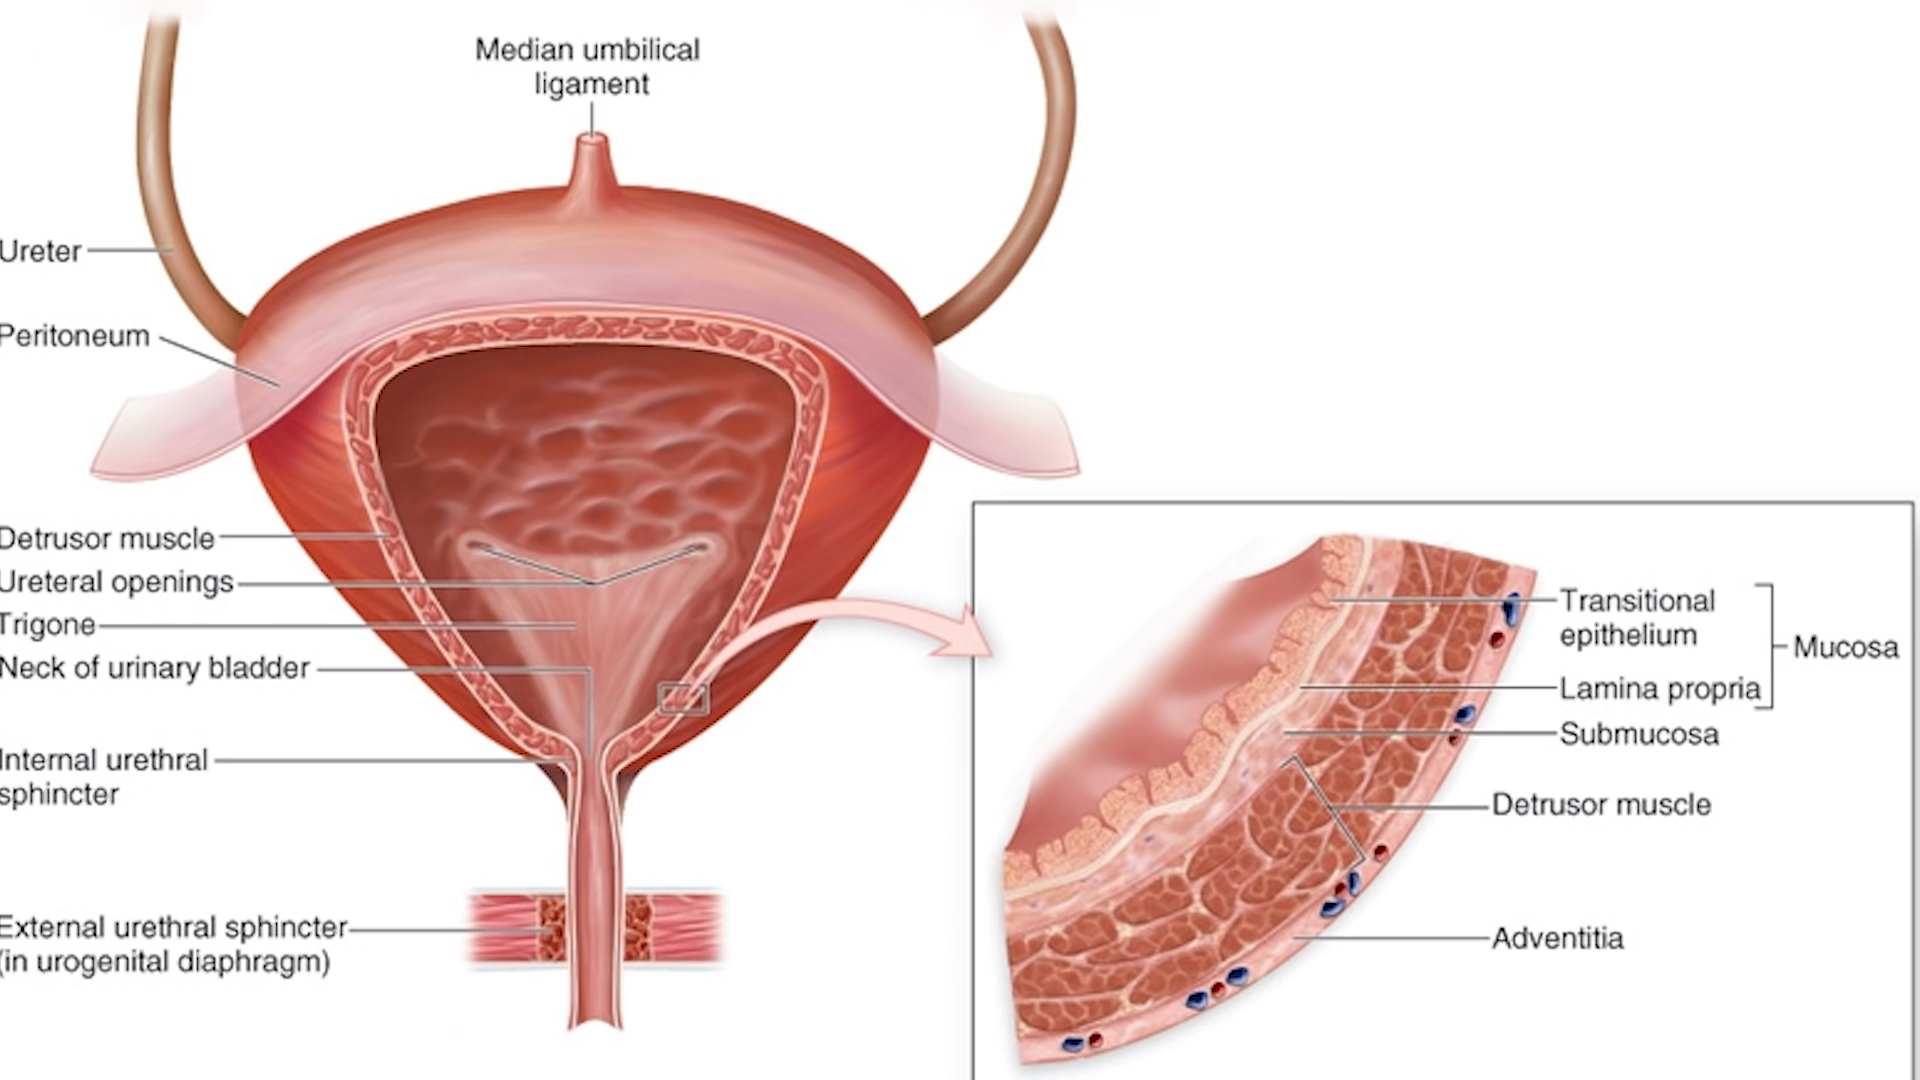 Median umbilical
ligament
Ureter
Peritoneum
Detrusor muscle
Ureteral openings
Trigone
Neck of urinary bladder
Internal urethral
sphincter
External urethral sphincter
(in urogenital diaphragm)
Transitional
epithelium
Mucosa
Lamina propria
Submucosa
Detrusor muscle
Adventitia